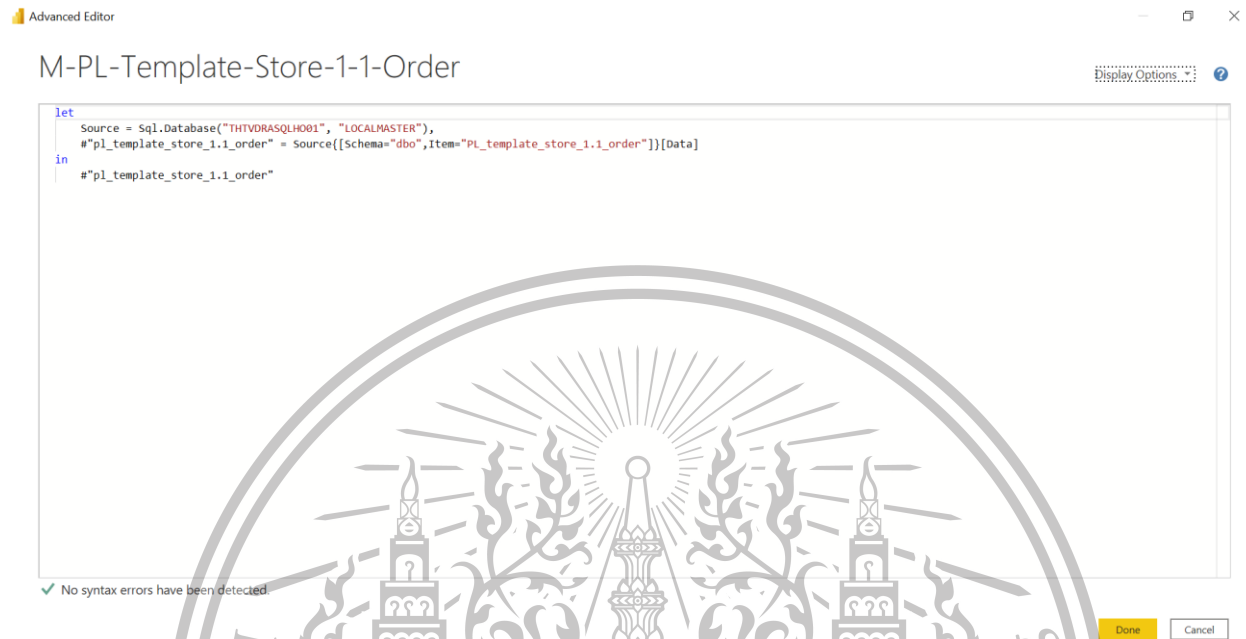 Advanced Editor
M-PL-Template-Store-1-1-Order
Display Options
?
let
Source = Sql.Database("THTVDRASQLHO01", "LOCALMASTER"),
#"pl_template_store_1.1_order" = Source{[Schema="dbo",Item="PL_template_store_1.1_order"]}[Data]
in
#"pl_template_store_1.1_order"
No syntax errors have been detected.
Done
Cancel